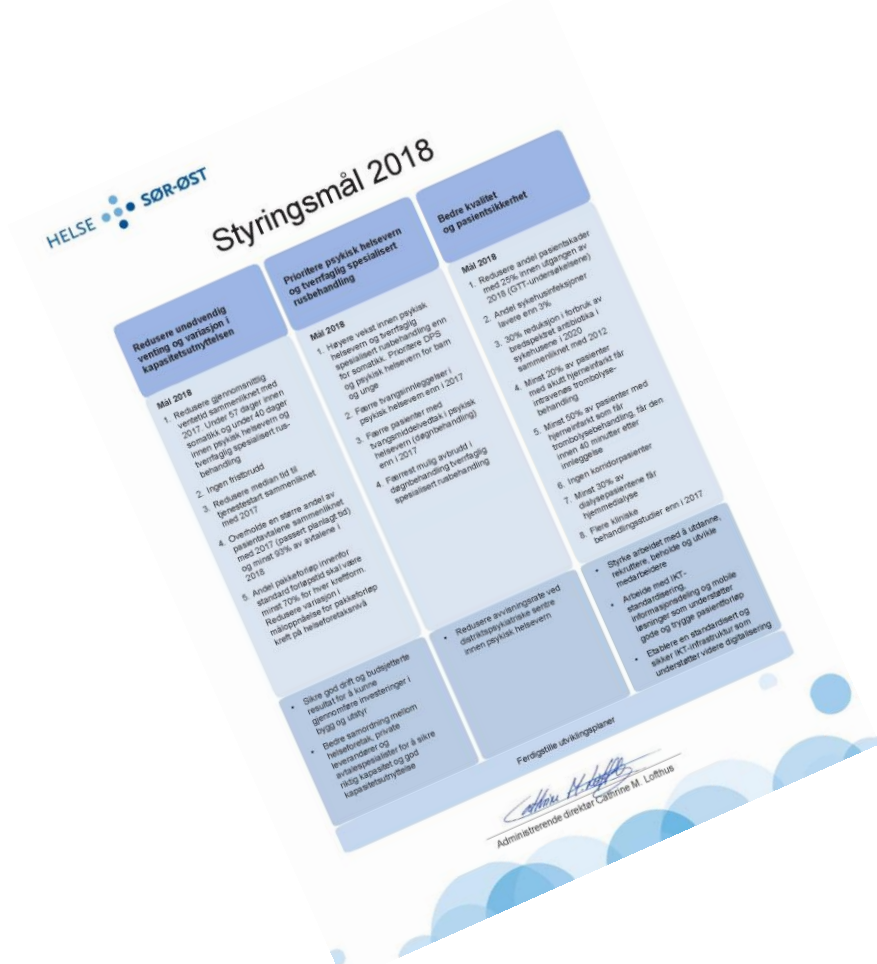 HELSE SØR-ØST
Styringsmål 2018
Redusere unødvendig
venting og variasjon i
kapasitetsutnyttelsen
Mål 2018
1. Redusere gjennomsnittlig
ventetid sammenliknet med
2017. Under 57 dager innen
somatikk og under 40 dager
innen psykisk helsevern og
tverrfaglig spesialisert rus-
behandling
2. Ingen fristbrudd
3. Redusere median tid til
tjenestestart sammenliknet
med 2017
4. Overholde en større andel av
pasientavtalene sammenliknet
med 2017 (passert planlagt tid)
og minst 93% av avtalene i
2018
5. Andel pakkeforløp innenfor
standard forløpstid skal være
minst 70% for hver kreftform.
Redusere variasjon i
måloppnåelse for pakkeforløp
kreft på helseforetaksnivå
• Sikre god drift og budsjetterte
resultat for å kunne
gjennomføre investeringer i
bygg og utstyr
• Bedre samordning mellom
helseforetak, private
leverandører og
avtalespesialister for å sikre
riktig kapasitet og god
kapasitetsutnyttelse
Prioritere psykisk helsevern
og tverrfaglig spesialisert
rusbehandling
Mål 2018
1. Høyere vekst innen psykisk
helsevern og tverrfaglig
spesialisert rusbehandling enn
for somatikk. Prioritere DPS
og psykisk helsevern for barn
og unge
2. Færre tvangsinnleggelser i
psykisk helsevern enn i 2017
3. Færre pasienter med
tvangsmiddelvedtak i psykisk
helsevern (døgnbehandling)
enn i 2017
4. Færrest mulig avbrudd i
døgnbehandling tverrfaglig
spesialisert rusbehandling
• Redusere avvisningsrate ved
distriktspsykiatriske sentre
innen psykisk helsevern
Bedre kvalitet
og pasientsikkerhet
Mål 2018
1. Redusere andel pasientskader
med 25% innen utgangen av
2018 (GTT-undersøkelsene)
2. Andel sykehusinfeksjoner
lavere enn 3%
3. 30% reduksjon i forbruk av
bredspektret antibiotika i
sykehusene i 2020
sammenliknet med 2012
4. Minst 20% av pasienter
med akutt hjerneinfarkt får
intravenøs trombolyse-
behandling
5. Minst 50% av pasienter med
hjerneinfarkt som får
trombolysebehandling, får den
innen 40 minutter etter
innleggelse
6. Ingen korridorpasienter
7. Minst 30% av
dialysepasientene får
hjemmedialyse
8. Flere kliniske
behandlingsstudier enn i 2017
• Styrke arbeidet med å utdanne,
rekruttere, beholde og utvikle
medarbeidere
• Arbeide med IKT-
standardisering,
informasjonsdeling og mobile
løsninger som understøtter
gode og trygge pasientforløp
• Etablere en standardisert og
sikker IKT-infrastruktur som
understøtter videre digitalisering
Ferdigstille utviklingsplaner
Cathrine M. Lofthus
Administrerende direktør Cathrine M. Lofthus